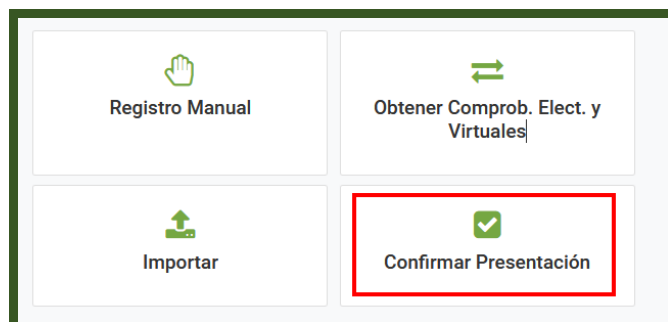 Registro Manual
Obtener Comprob. Elect. y
Virtuales
Importar
Confirmar Presentación